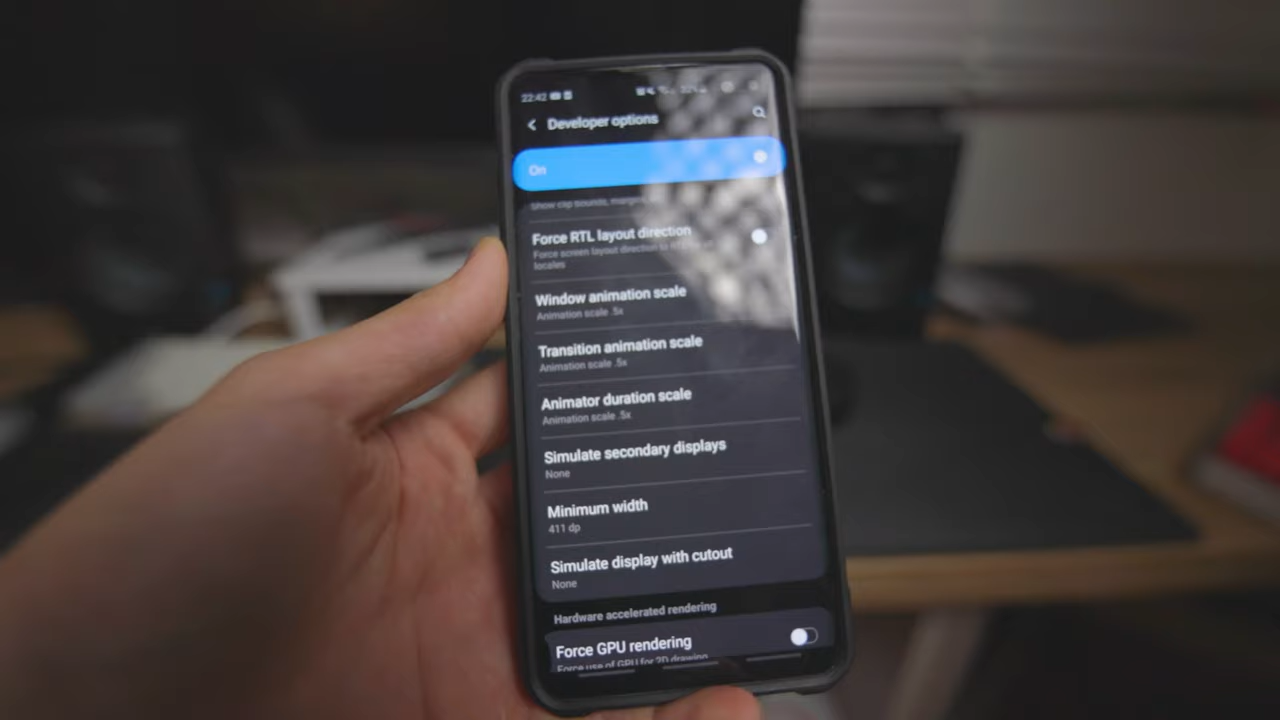 22:42
Developer options
On
Show clip bounds, margins,
Force RTL layout direction
Force screen layout direction to RTL for all
locales
Window animation scale
Animation scale .5x
Transition animation scale
Animation scale .5x
Animator duration scale
Animation scale .5x
Simulate secondary displays
None
Minimum width
411 dp
Simulate display with cutout
None
Hardware accelerated rendering
Force GPU rendering
Force use of GPU for 2D drawing